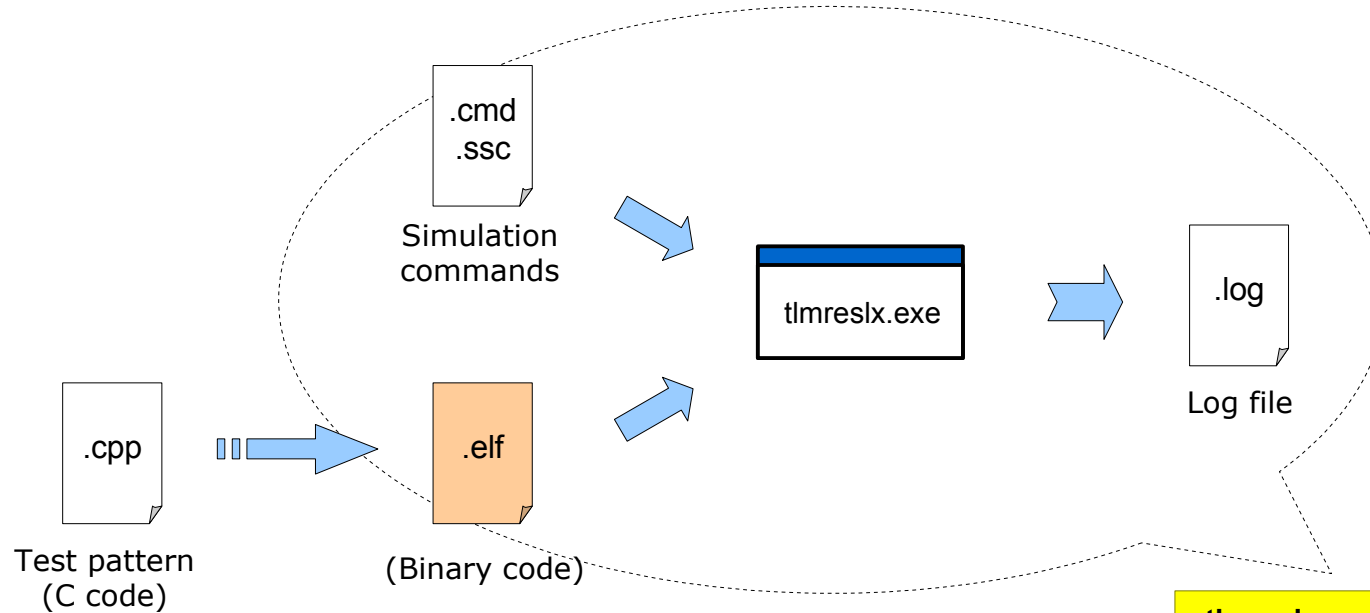 .cmd
.ssc
Simulation
commands
tlmreslx.exe
.log
Log file
.cpp
.elf
Test pattern
(C code)
(Binary code)